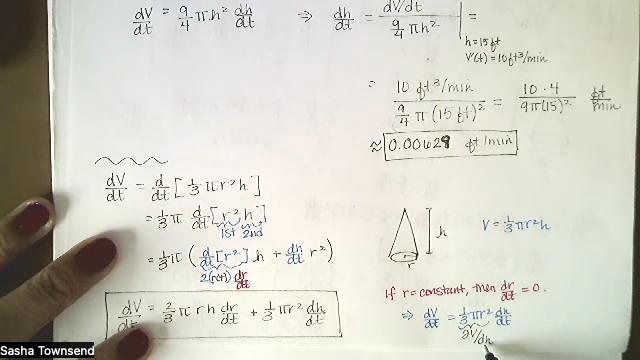 dV/dt = 9/4 πh² dh/dt ⇒ dh/dt = dV/dt / 9/4 πh² | =
h = 15 ft
V'(t) = 10 ft³/min
= 10 ft³/min / 9/4 π (15 ft)² = 10·4 / 9π(15)² ft/min
≈ 0.00629 ft/min
dV/dt = d/dt [1/3 πr²h]
= 1/3 π d/dt [r²h]
1st 2nd
= 1/3 π (d/dt [r²] h + dh/dt r²)
2(r(t)) dr/dt
dV/dt = 2/3 π r h dr/dt + 1/3 πr² dh/dt
h
r
V = 1/3 πr²h
If r = constant, then dr/dt = 0.
⇒ dV/dt = 1/3 πr² dh/dt
∂V/∂h
Sasha Townsend